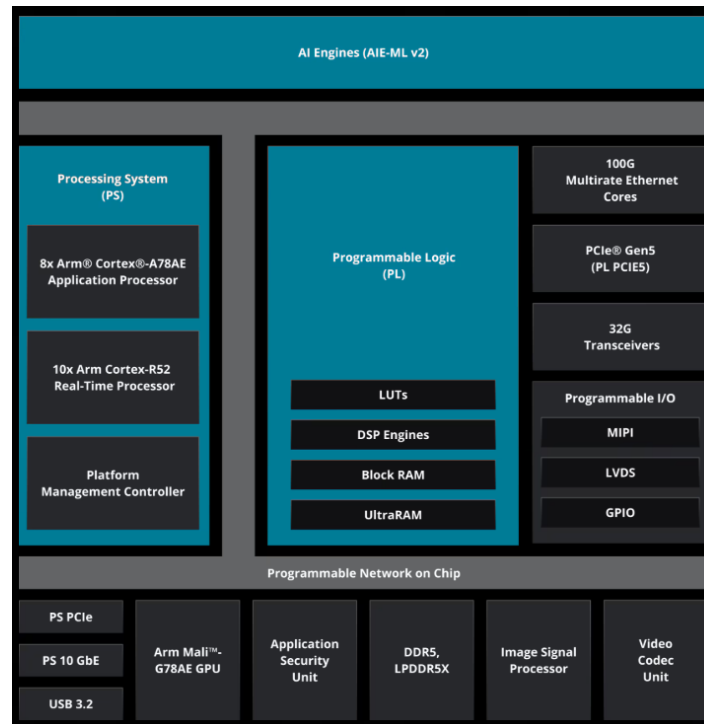 AI Engines (AIE-ML v2)
Processing System
(PS)
8x Arm® Cortex®-A78AE
Application Processor
10x Arm Cortex-R52
Real-Time Processor
Platform
Management Controller
Programmable Logic
(PL)
LUTs
DSP Engines
Block RAM
UltraRAM
100G
Multirate Ethernet
Cores
PCIe® Gen5
(PL PCIE5)
32G
Transceivers
Programmable I/O
MIPI
LVDS
GPIO
Programmable Network on Chip
PS PCIe
PS 10 GbE
USB 3.2
Arm Mali™-
G78AE GPU
Application
Security
Unit
DDR5,
LPDDR5X
Image Signal
Processor
Video
Codec
Unit